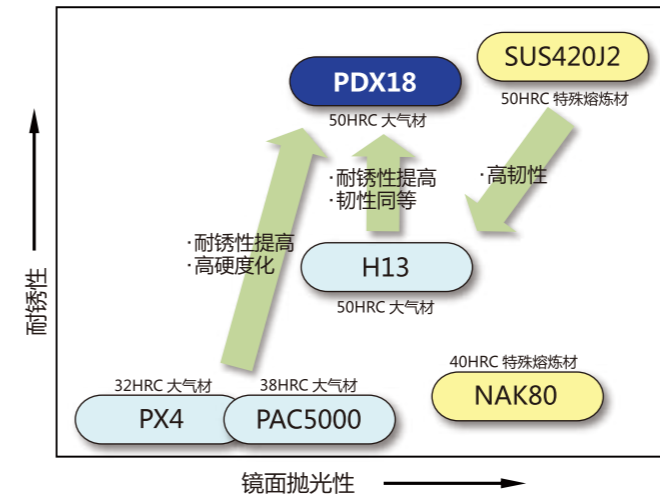 SUS420J2
50HRC 特殊熔炼材
PDX18
50HRC 大气材
·耐锈性提高
·韧性同等
·高韧性
·耐锈性提高
·高硬度化
H13
50HRC 大气材
32HRC 大气材
PX4
38HRC 大气材
PAC5000
40HRC 特殊熔炼材
NAK80
耐锈性
镜面抛光性